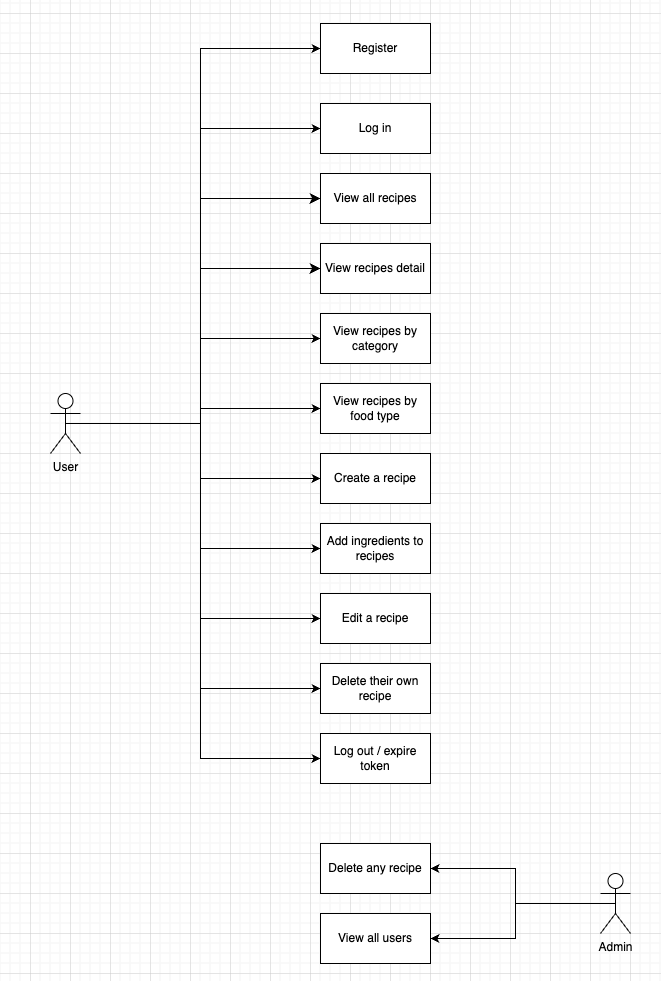 Register
Log in
View all recipes
View recipes detail
View recipes by
category
View recipes by
food type
User
Create a recipe
Add ingredients to
recipes
Edit a recipe
Delete their own
recipe
Log out / expire
token
Delete any recipe
View all users
Admin